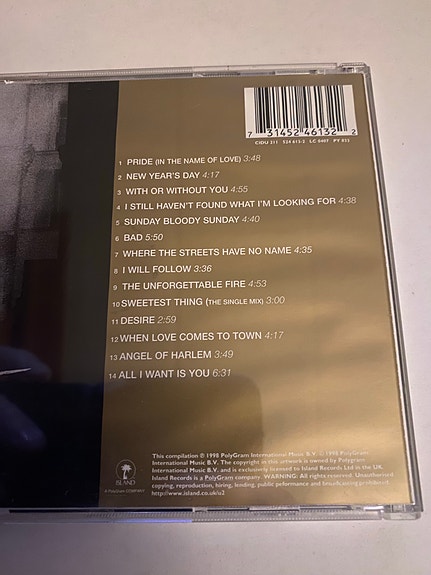 7 31452 46132 2
CIDU 211 524 613-2 LC 0407 PY 833
1 PRIDE (IN THE NAME OF LOVE) 3:48
2 NEW YEAR'S DAY 4:17
3 WITH OR WITHOUT YOU 4:55
4 I STILL HAVEN'T FOUND WHAT I'M LOOKING FOR 4:38
5 SUNDAY BLOODY SUNDAY 4:40
6 BAD 5:50
7 WHERE THE STREETS HAVE NO NAME 4:35
8 I WILL FOLLOW 3:36
9 THE UNFORGETTABLE FIRE 4:53
10 SWEETEST THING (THE SINGLE MIX) 3:00
11 DESIRE 2:59
12 WHEN LOVE COMES TO TOWN 4:17
13 ANGEL OF HARLEM 3:49
14 ALL I WANT IS YOU 6:31
ISLAND
A PolyGram COMPANY
This compilation ℗ 1998 PolyGram International Music B.V. © 1998 PolyGram
International Music B.V. The copyright in this artwork is owned by Polygram
International Music B.V. and is exclusively licensed to Island Records Ltd in the UK.
Island Records is a PolyGram company WARNING: All rights reserved. Unauthorised
copying, reproduction, hiring, lending, public peformance and broadcasting prohibited
http://www.island.co.uk/u2